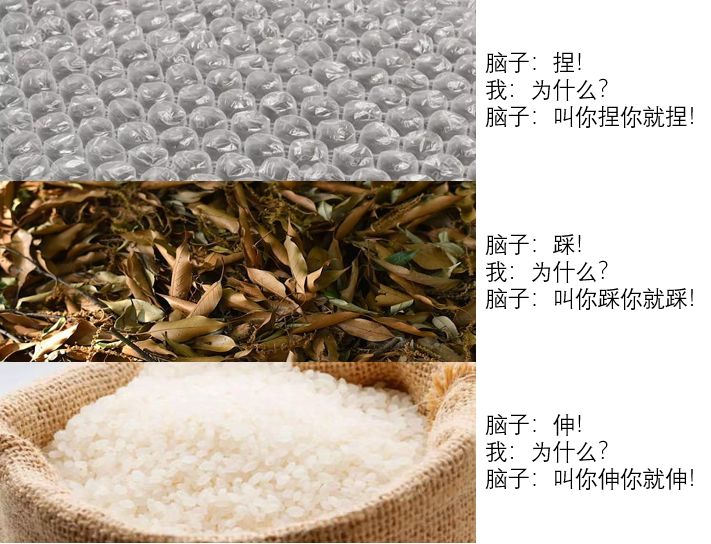 脑子：捏！
我：为什么？
脑子：叫你捏你就捏！
脑子：踩！
我：为什么？
脑子：叫你踩你就踩！
脑子：伸！
我：为什么？
脑子：叫你伸你就伸！